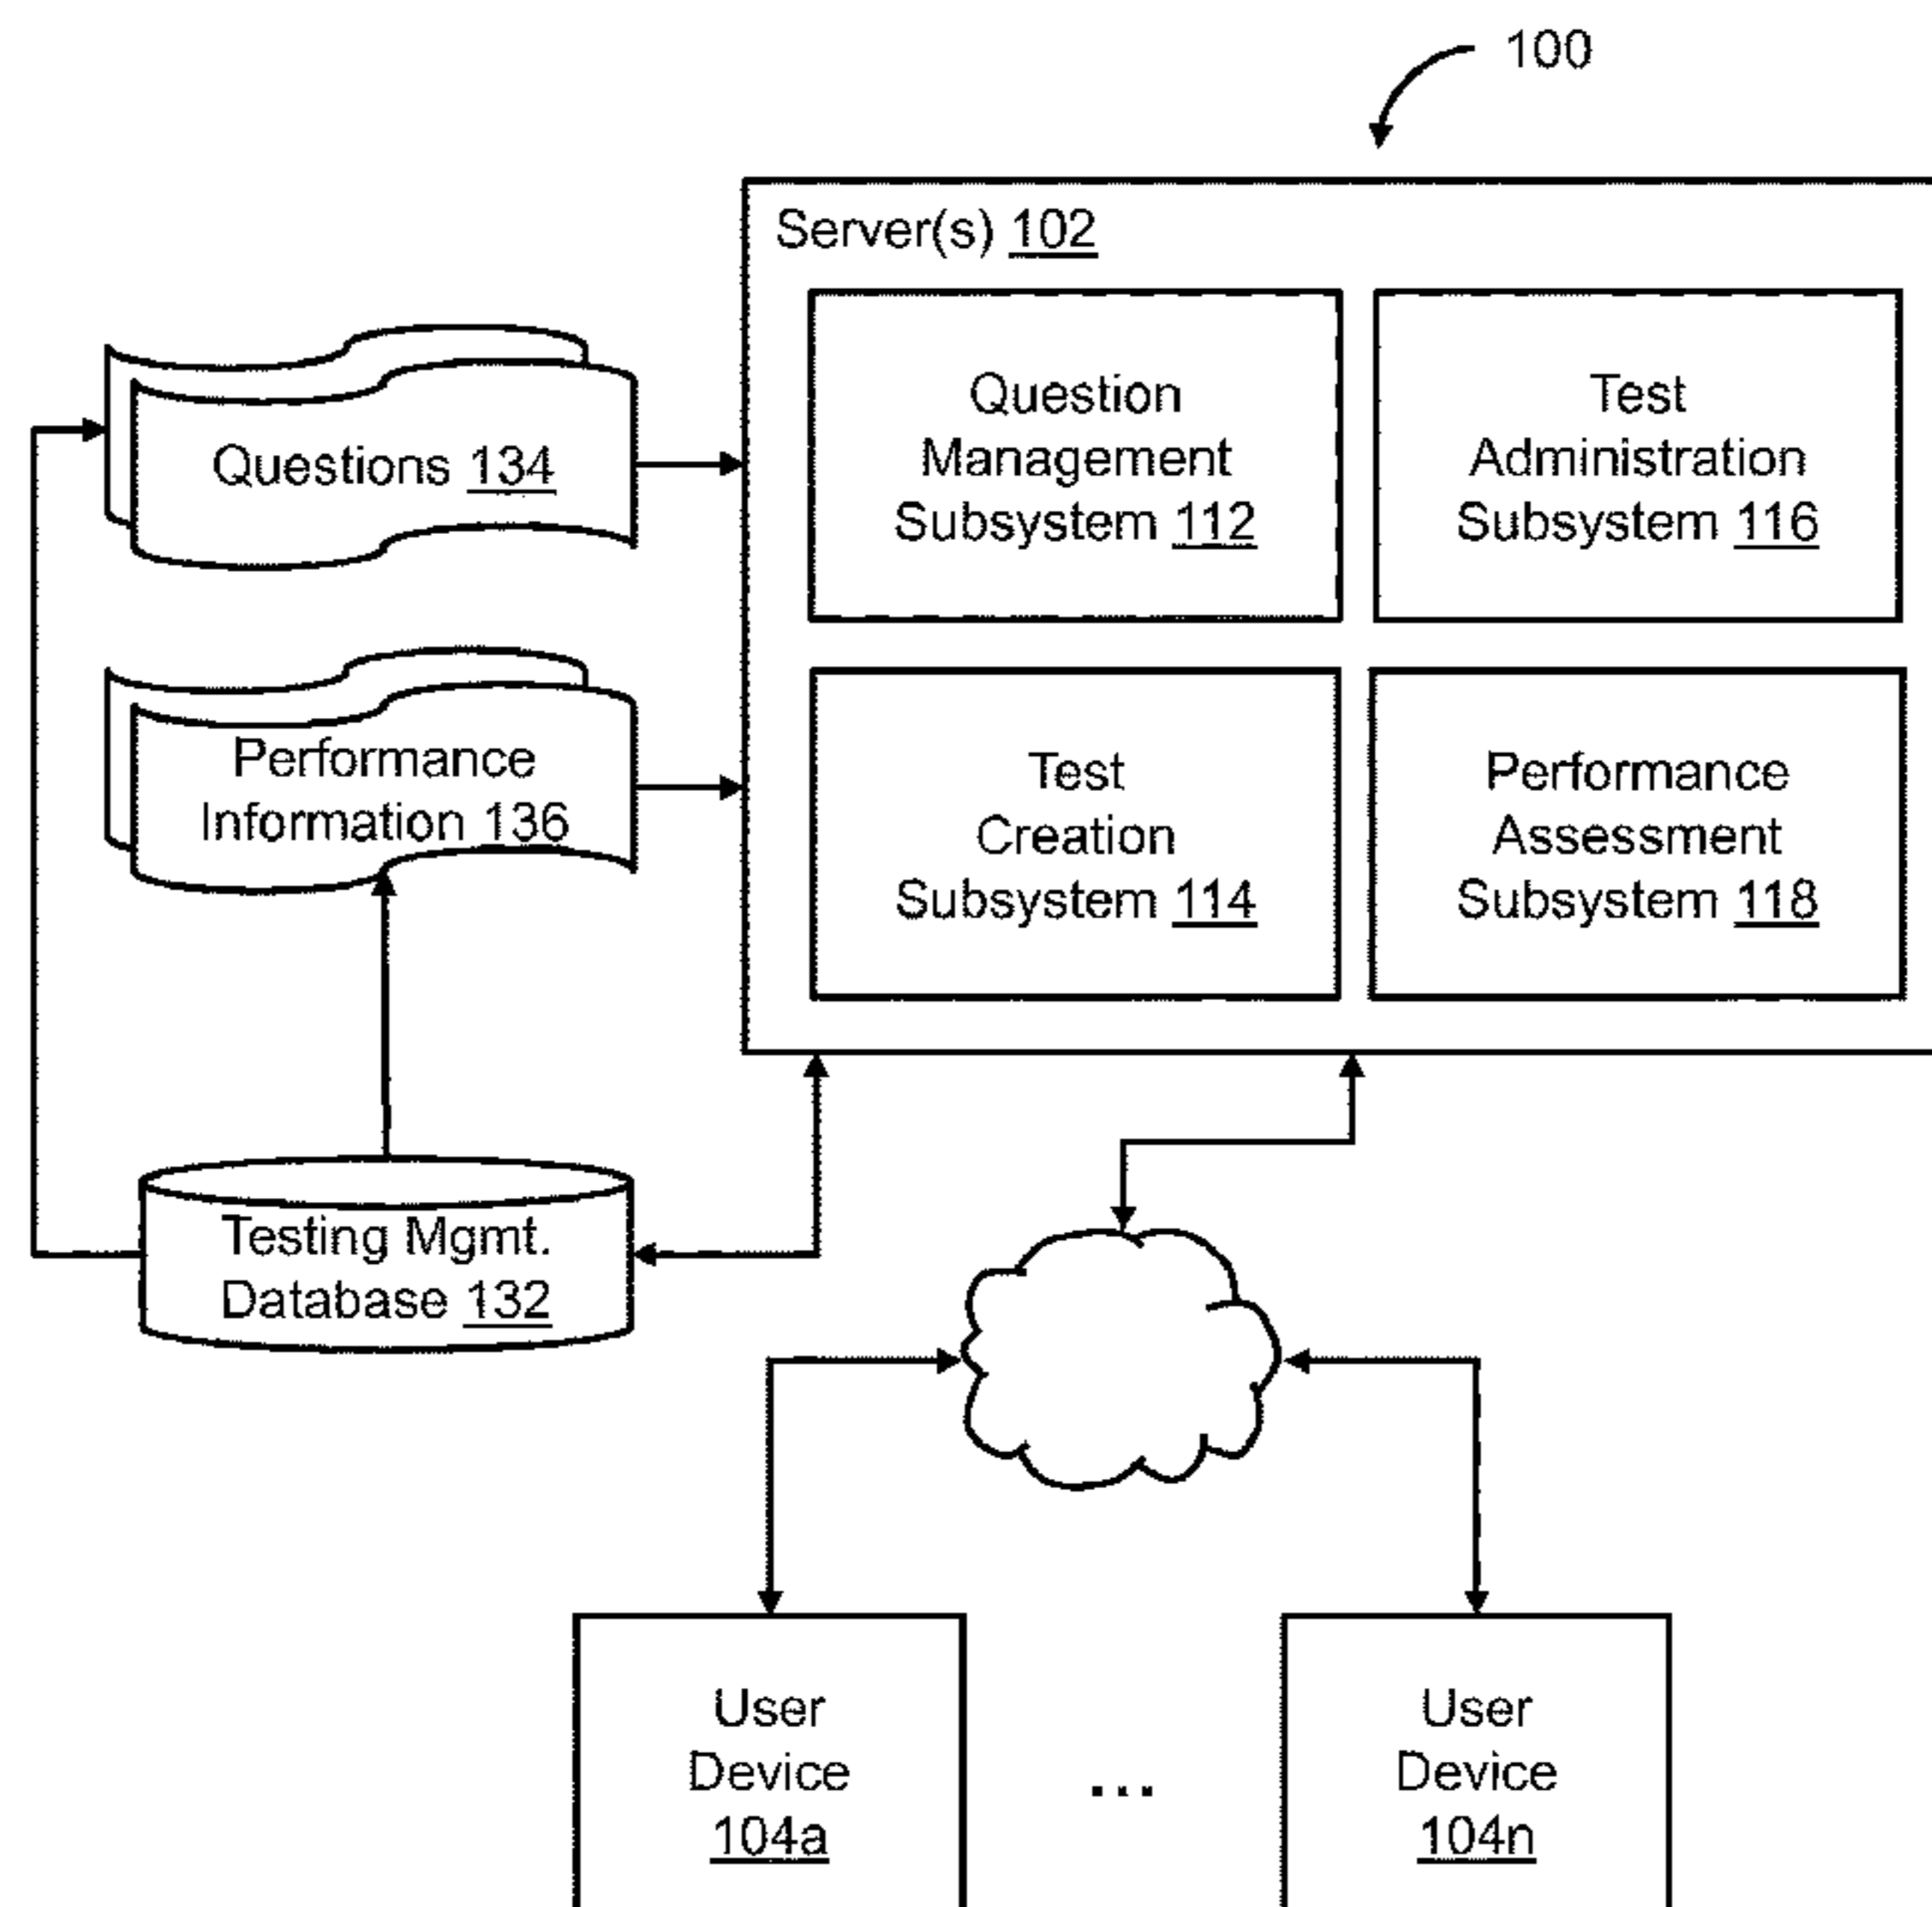 100
Server(s) 102
Question
Management
Subsystem 112
Test
Administration
Subsystem 116
Questions 134
Performance
Information 136
Test
Creation
Subsystem 114
Performance
Assessment
Subsystem 118
Testing Mgmt.
Database 132
User
Device
104a
...
User
Device
104n